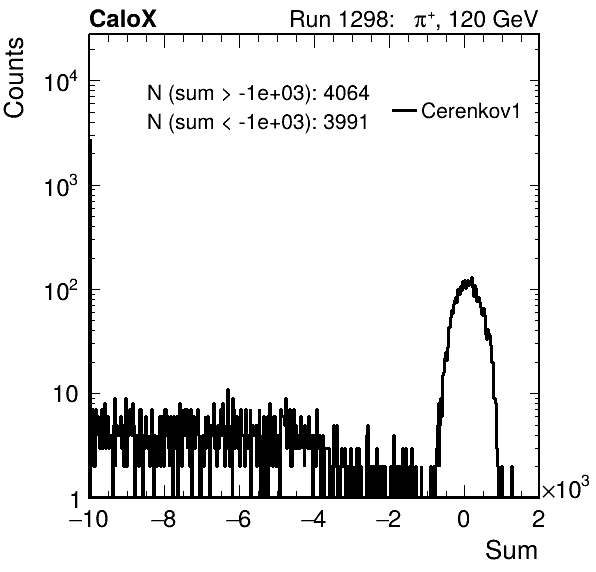 CaloX Run 1298: π⁺, 120 GeV
Counts
N (sum > -1e+03): 4064
N (sum < -1e+03): 3991
Cerenkov1
10⁴
10³
10²
10
1
−10 −8 −6 −4 −2 0 2
×10³
Sum